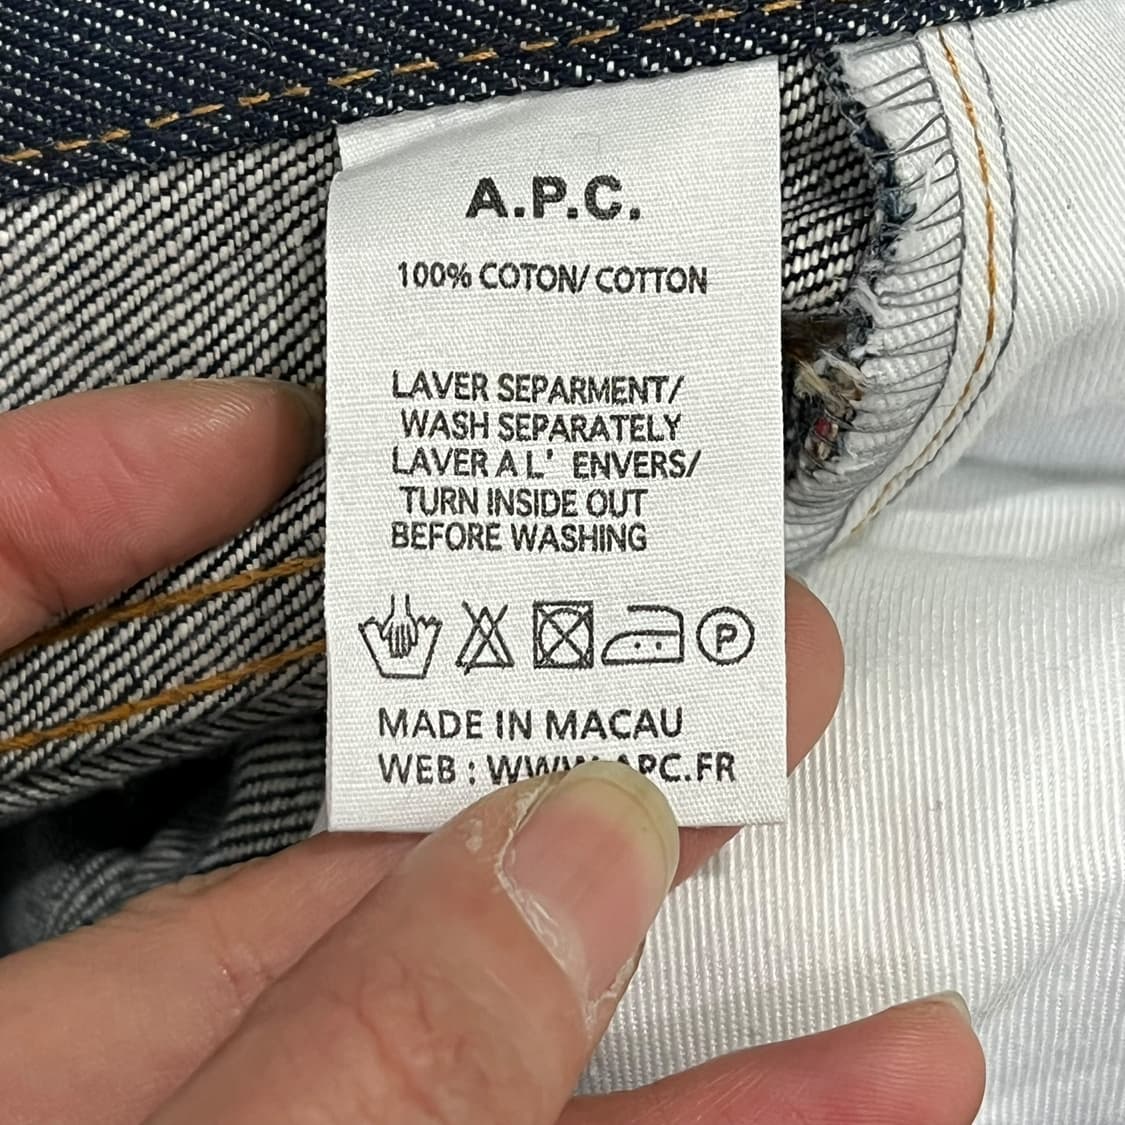 A.P.C.
100% COTON/ COTTON
LAVER SEPARMENT/
WASH SEPARATELY
LAVER A L' ENVERS/
TURN INSIDE OUT
BEFORE WASHING
P
MADE IN MACAU
WEB : WWW.APC.FR